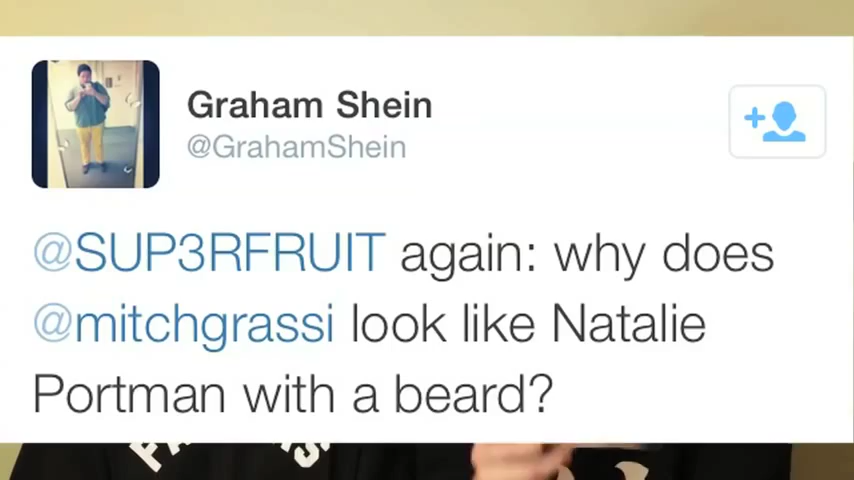 Graham Shein
@GrahamShein
@SUP3RFRUIT again: why does
@mitchgrassi look like Natalie
Portman with a beard?